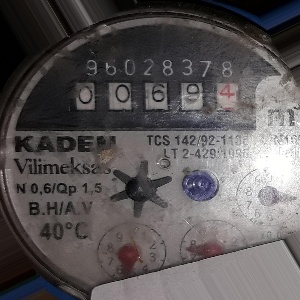 96028378
00694
KADEN TCS 142/92-11
Vilimeksas LT 2-429
N 0,6/Qp 1,5
B.H/A.V
40°C